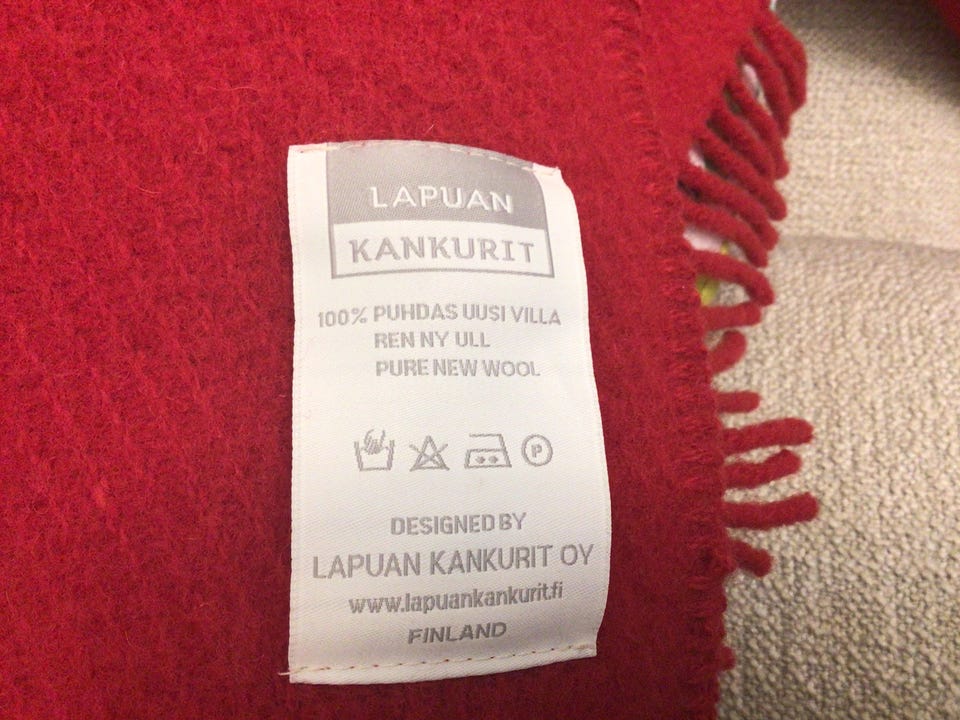 LAPUAN
KANKURIT
100% PUHDAS UUSI VILLA
REN NY ULL
PURE NEW WOOL
P
DESIGNED BY
LAPUAN KANKURIT OY
www.lapuankankurit.fi
FINLAND